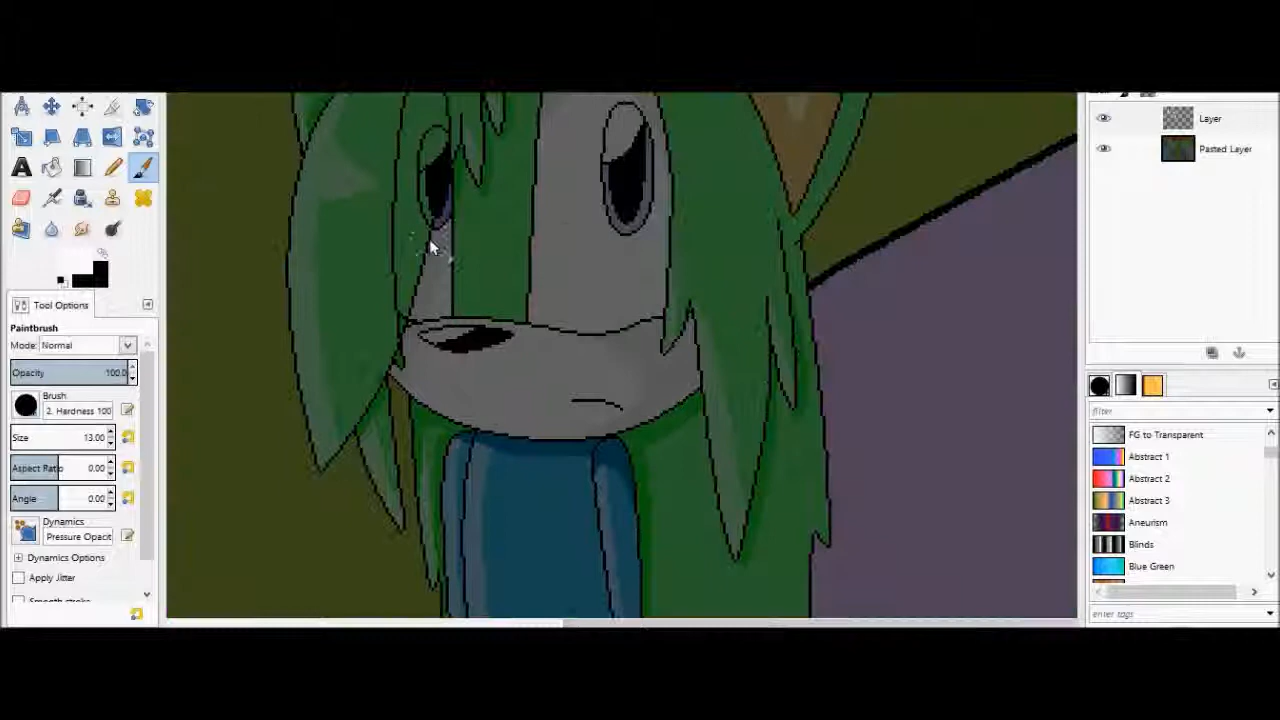 Layer
Pasted Layer
Tool Options
Paintbrush
Mode: Normal
Opacity 100.0
Brush
2. Hardness 100
Size 13.00
Aspect Ratio 0.00
Angle 0.00
Dynamics
Pressure Opacit
Dynamics Options
Apply Jitter
Smooth stroke
filter
FG to Transparent
Abstract 1
Abstract 2
Abstract 3
Aneurism
Blinds
Blue Green
enter tags